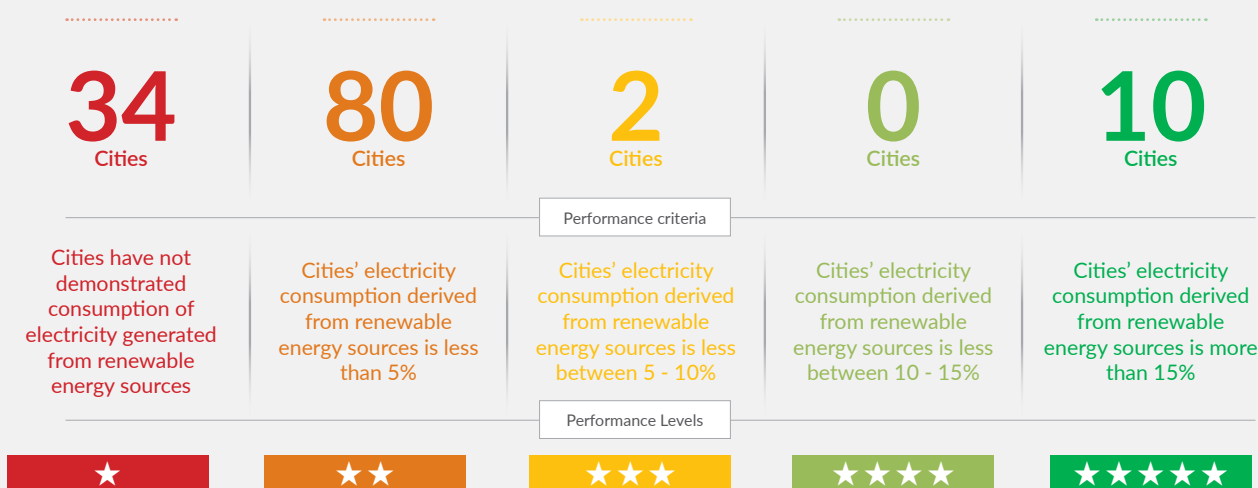 34
Cities
80
Cities
2
Cities
0
Cities
10
Cities
Performance criteria
Cities have not
demonstrated
consumption of
electricity generated
from renewable
energy sources
Cities' electricity
consumption derived
from renewable
energy sources is less
than 5%
Cities' electricity
consumption derived
from renewable
energy sources is less
between 5 - 10%
Cities' electricity
consumption derived
from renewable
energy sources is less
between 10 - 15%
Cities' electricity
consumption derived
from renewable
energy sources is more
than 15%
Performance Levels